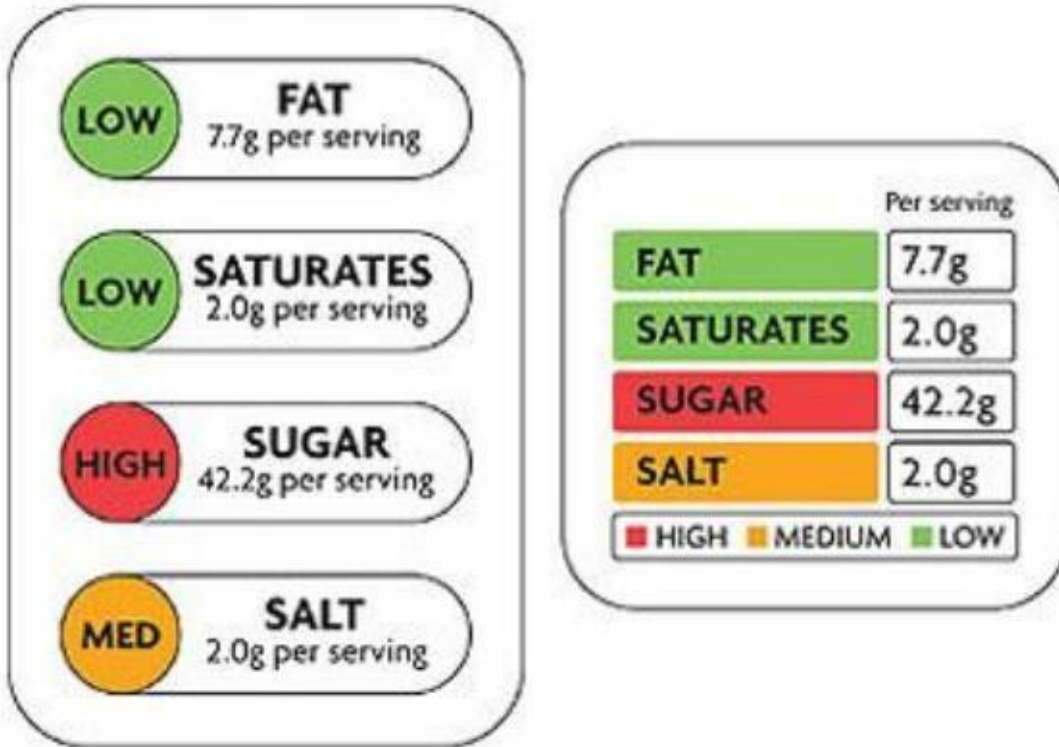 LOW
FAT
7.7g per serving
LOW
SATURATES
2.0g per serving
HIGH
SUGAR
42.2g per serving
MED
SALT
2.0g per serving
Per serving
FAT 7.7g
SATURATES 2.0g
SUGAR 42.2g
SALT 2.0g
HIGH MEDIUM LOW